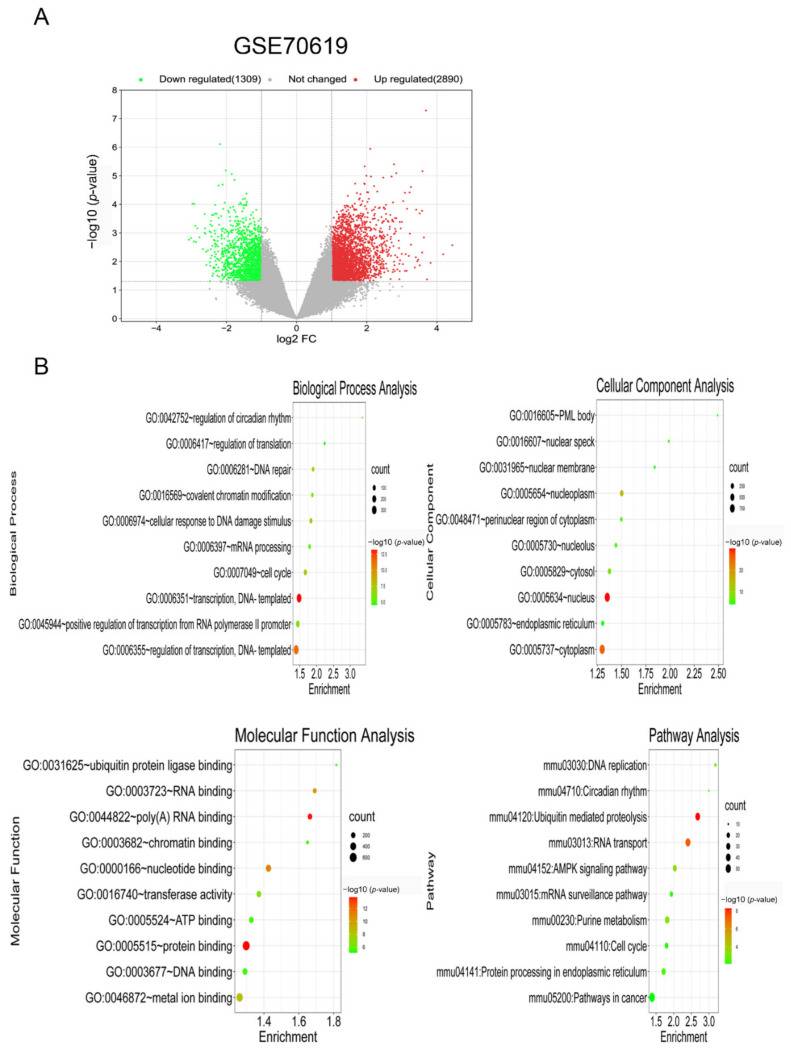 A
GSE70619
Down regulated(1309) Not changed Up regulated(2890)
8
7
6
5
4
3
2
1
0
−log10 (p-value)
−4 −2 0 2 4
log2 FC
B
Biological Process Analysis
Biological Process
GO:0042752~regulation of circadian rhythm
GO:0006417~regulation of translation
GO:0006281~DNA repair
GO:0016569~covalent chromatin modification
GO:0006974~cellular response to DNA damage stimulus
GO:0006397~mRNA processing
GO:0007049~cell cycle
GO:0006351~transcription, DNA- templated
GO:0045944~positive regulation of transcription from RNA polymerase II promoter
GO:0006355~regulation of transcription, DNA- templated
1.5 2.0 2.5 3.0
Enrichment
count
100
200
300
−log10 (p-value)
Cellular Component Analysis
Cellular Component
GO:0016605~PML body
GO:0016607~nuclear speck
GO:0031965~nuclear membrane
GO:0005654~nucleoplasm
GO:0048471~perinuclear region of cytoplasm
GO:0005730~nucleolus
GO:0005829~cytosol
GO:0005634~nucleus
GO:0005783~endoplasmic reticulum
GO:0005737~cytoplasm
1.25 1.50 1.75 2.00 2.25 2.50
Enrichment
count
−log10 (p-value)
Molecular Function Analysis
Molecular Function
GO:0031625~ubiquitin protein ligase binding
GO:0003723~RNA binding
GO:0044822~poly(A) RNA binding
GO:0003682~chromatin binding
GO:0000166~nucleotide binding
GO:0016740~transferase activity
GO:0005524~ATP binding
GO:0005515~protein binding
GO:0003677~DNA binding
GO:0046872~metal ion binding
1.4 1.6 1.8
Enrichment
count
200
400
600
−log10 (p-value)
12
10
8
6
Pathway Analysis
Pathway
mmu03030:DNA replication
mmu04710:Circadian rhythm
mmu04120:Ubiquitin mediated proteolysis
mmu03013:RNA transport
mmu04152:AMPK signaling pathway
mmu03015:mRNA surveillance pathway
mmu00230:Purine metabolism
mmu04110:Cell cycle
mmu04141:Protein processing in endoplasmic reticulum
mmu05200:Pathways in cancer
1.5 2.0 2.5 3.0
Enrichment
count
10
20
30
40
50
−log10 (p-value)
8
6
4